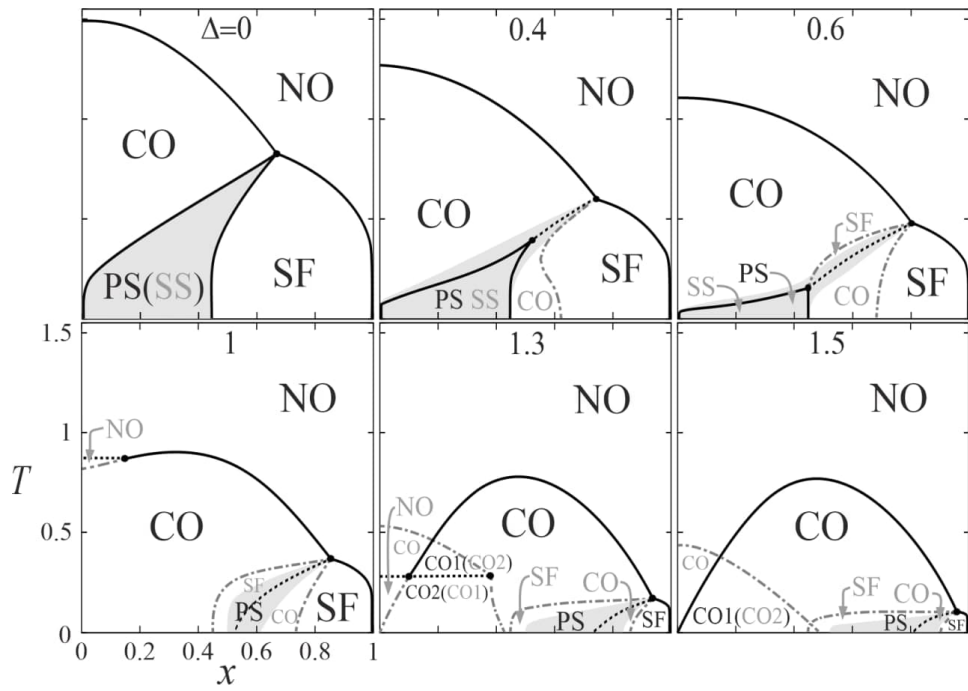 Δ=0
NO
CO
PS(SS)
SF
0.4
NO
CO
PS SS
CO
SF
0.6
NO
CO
SF
SS
PS
CO
SF
1.5
1
0.5
0
T
1
NO
NO
CO
SF
PS
CO
SF
0 0.2 0.4 0.6 0.8 1
x
1.3
NO
CO
NO
CO
CO1(CO2)
CO2(CO1)
SF
CO
PS
SF
1.5
NO
CO
CO1(CO2)
SF
CO
PS
SF